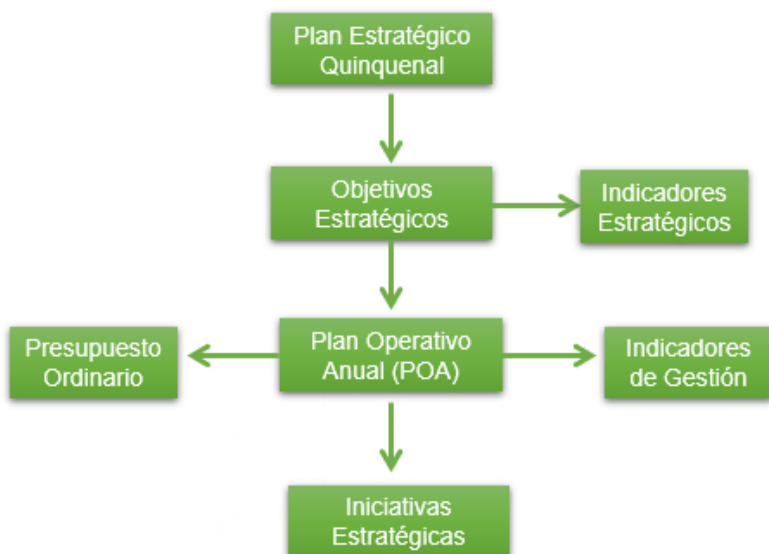 Plan Estratégico
Quinquenal
Objetivos
Estratégicos
Indicadores
Estratégicos
Presupuesto
Ordinario
Plan Operativo
Anual (POA)
Indicadores
de Gestión
Iniciativas
Estratégicas